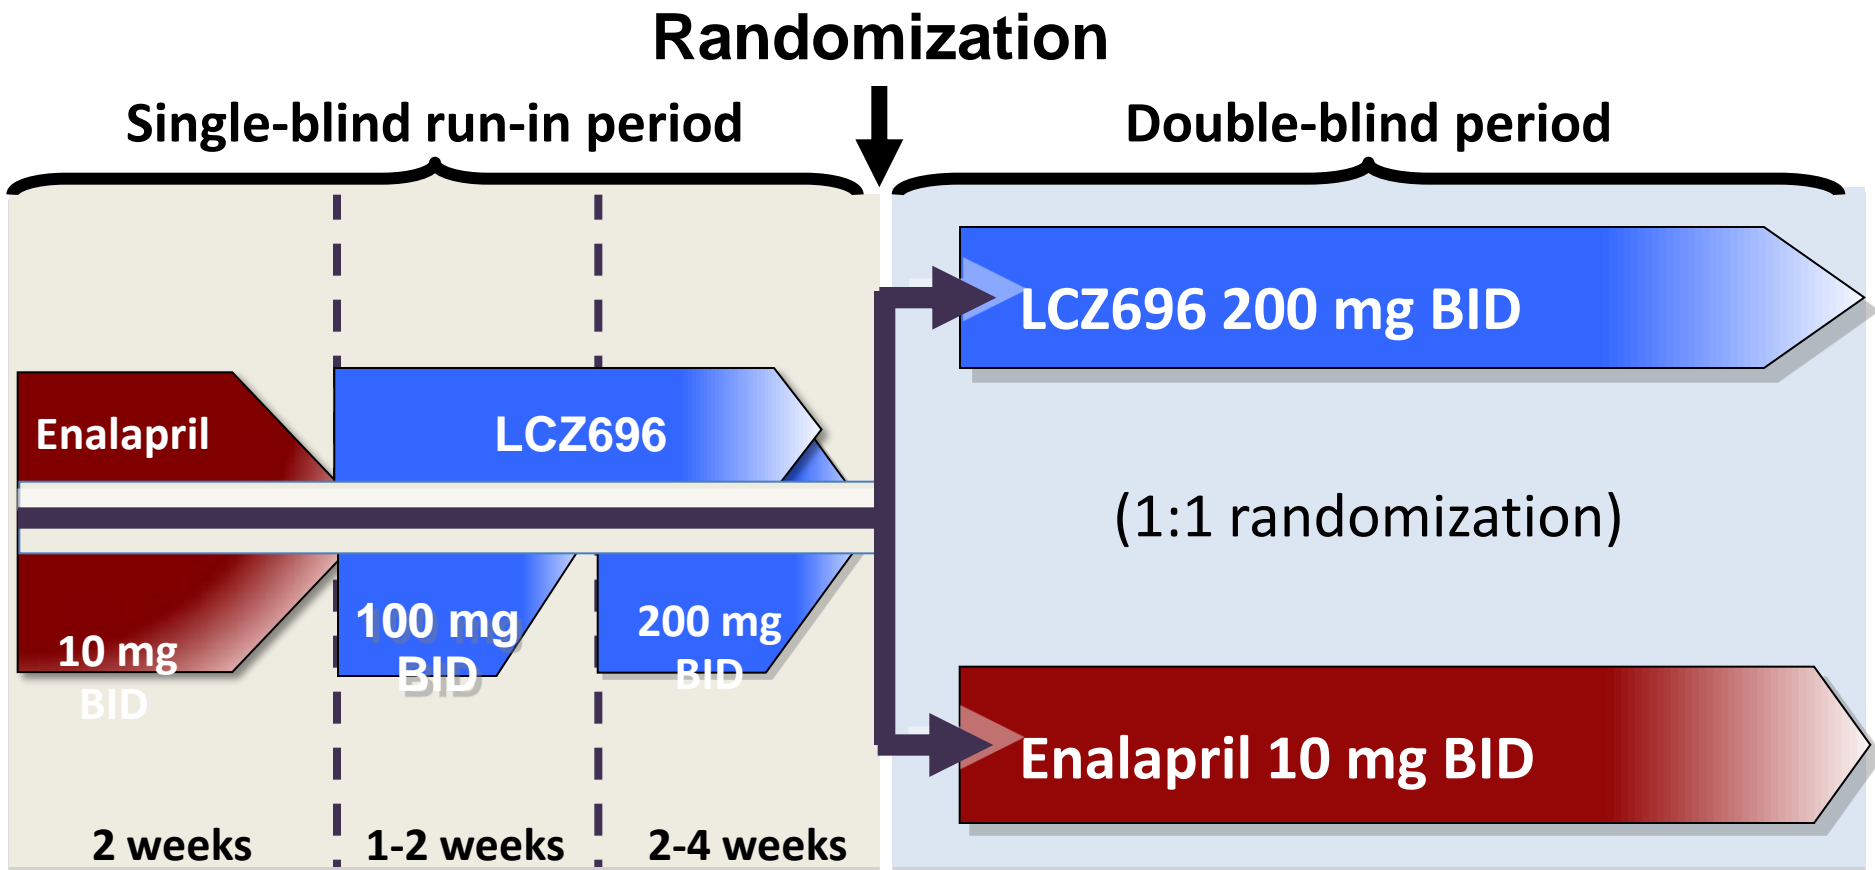 Randomization
Single-blind run-in period
Double-blind period
LCZ696 200 mg BID
Enalapril
LCZ696
(1:1 randomization)
10 mg
BID
100 mg
BID
200 mg
BID
Enalapril 10 mg BID
2 weeks
1-2 weeks
2-4 weeks